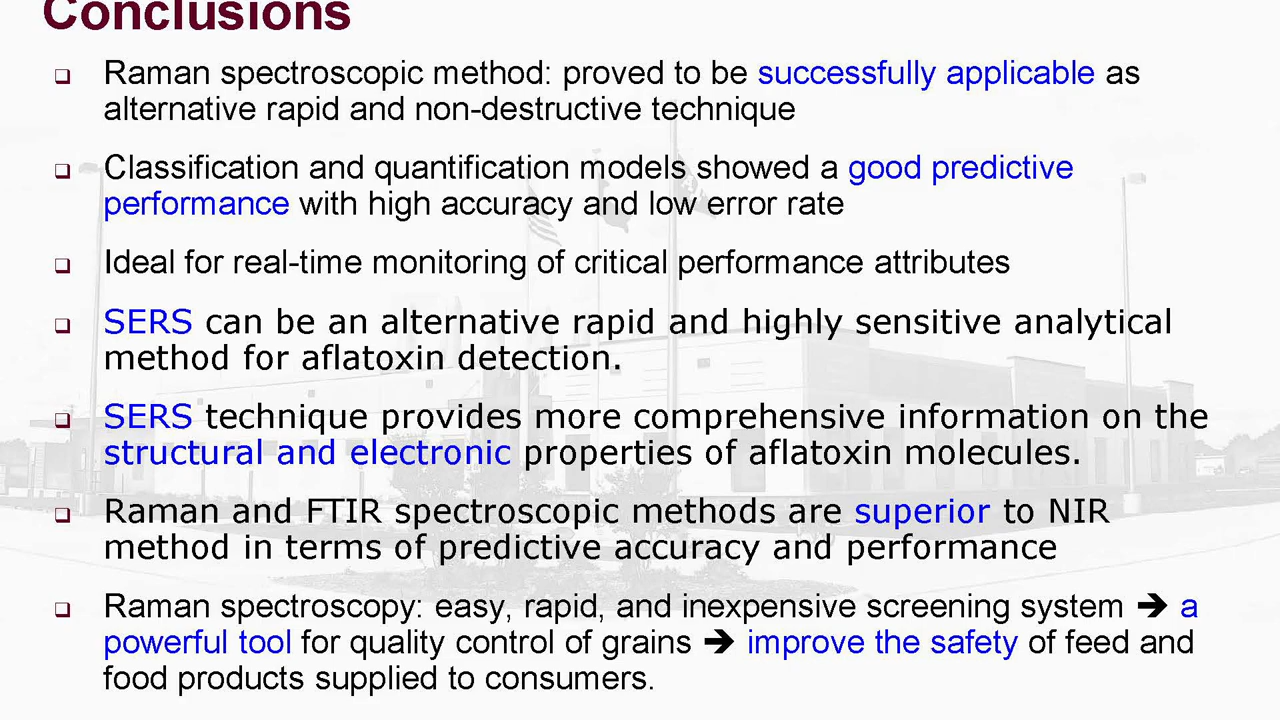 Conclusions
❑ Raman spectroscopic method: proved to be successfully applicable as
alternative rapid and non-destructive technique
❑ Classification and quantification models showed a good predictive
performance with high accuracy and low error rate
❑ Ideal for real-time monitoring of critical performance attributes
❑ SERS can be an alternative rapid and highly sensitive analytical
method for aflatoxin detection.
❑ SERS technique provides more comprehensive information on the
structural and electronic properties of aflatoxin molecules.
❑ Raman and FTIR spectroscopic methods are superior to NIR
method in terms of predictive accuracy and performance
❑ Raman spectroscopy: easy, rapid, and inexpensive screening system ➔ a
powerful tool for quality control of grains ➔ improve the safety of feed and
food products supplied to consumers.